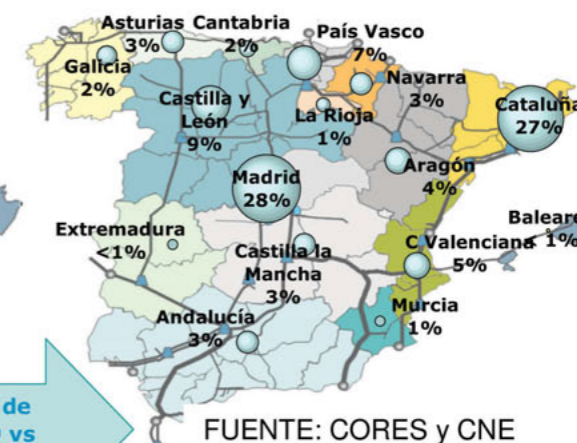 Asturias
3%
Cantabria
2%
País Vasco
7%
Galicia
2%
Navarra
3%
Cataluña
27%
Castilla y
León
9%
La Rioja
1%
Aragón
4%
Madrid
28%
Extremadura
<1%
Castilla la
Mancha
3%
C Valenciana
5%
< 1%
Murcia
1%
Andalucía
3%
de
vs
FUENTE: CORES y CNE